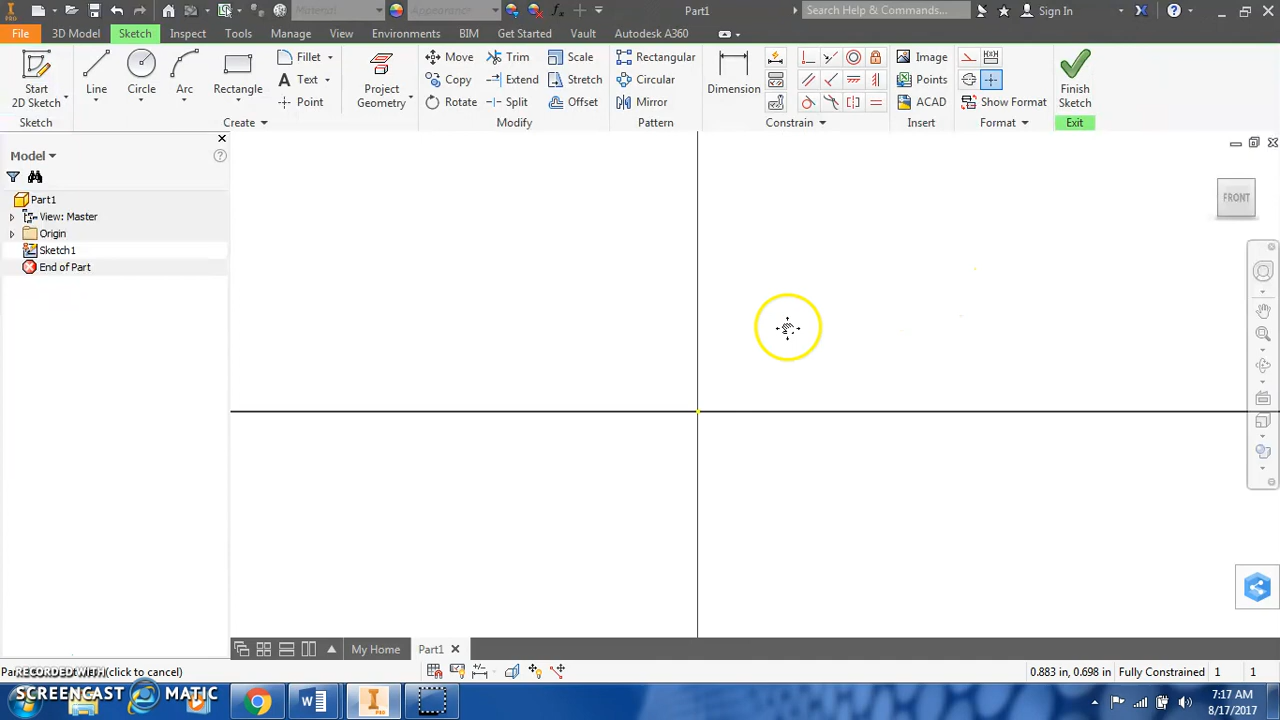 PRO
Material
Appearance
Part1
Search Help & Commands...
Sign In
File
3D Model
Sketch
Inspect
Tools
Manage
View
Environments
BIM
Get Started
Vault
Autodesk A360
Start
2D Sketch
Line
Circle
Arc
Rectangle
Fillet
Text
Point
Project
Geometry
Move
Copy
Rotate
Trim
Extend
Split
Scale
Stretch
Offset
Rectangular
Circular
Mirror
Dimension
Image
Points
ACAD
Show Format
Finish
Sketch
Sketch
Create
Modify
Pattern
Constrain
Insert
Format
Exit
Model
Part1
View: Master
Origin
Sketch1
End of Part
FRONT
My Home
Part1
(click to cancel)
0.883 in, 0.698 in
Fully Constrained
1
1
RECORDED WITH
SCREENCAST MATIC
PRO
7:17 AM
8/17/2017